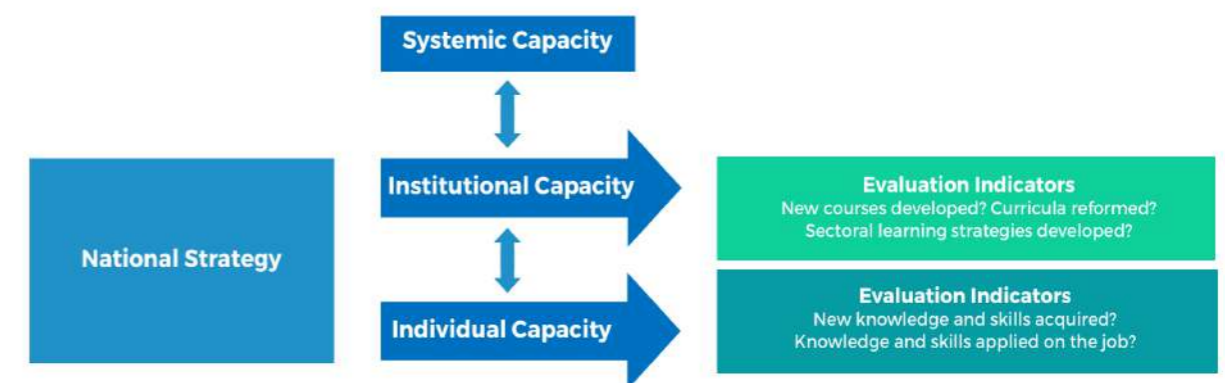 Systemic Capacity
Institutional Capacity
Evaluation Indicators
New courses developed? Curricula reformed?
Sectoral learning strategies developed?
National Strategy
Individual Capacity
Evaluation Indicators
New knowledge and skills acquired?
Knowledge and skills applied on the job?